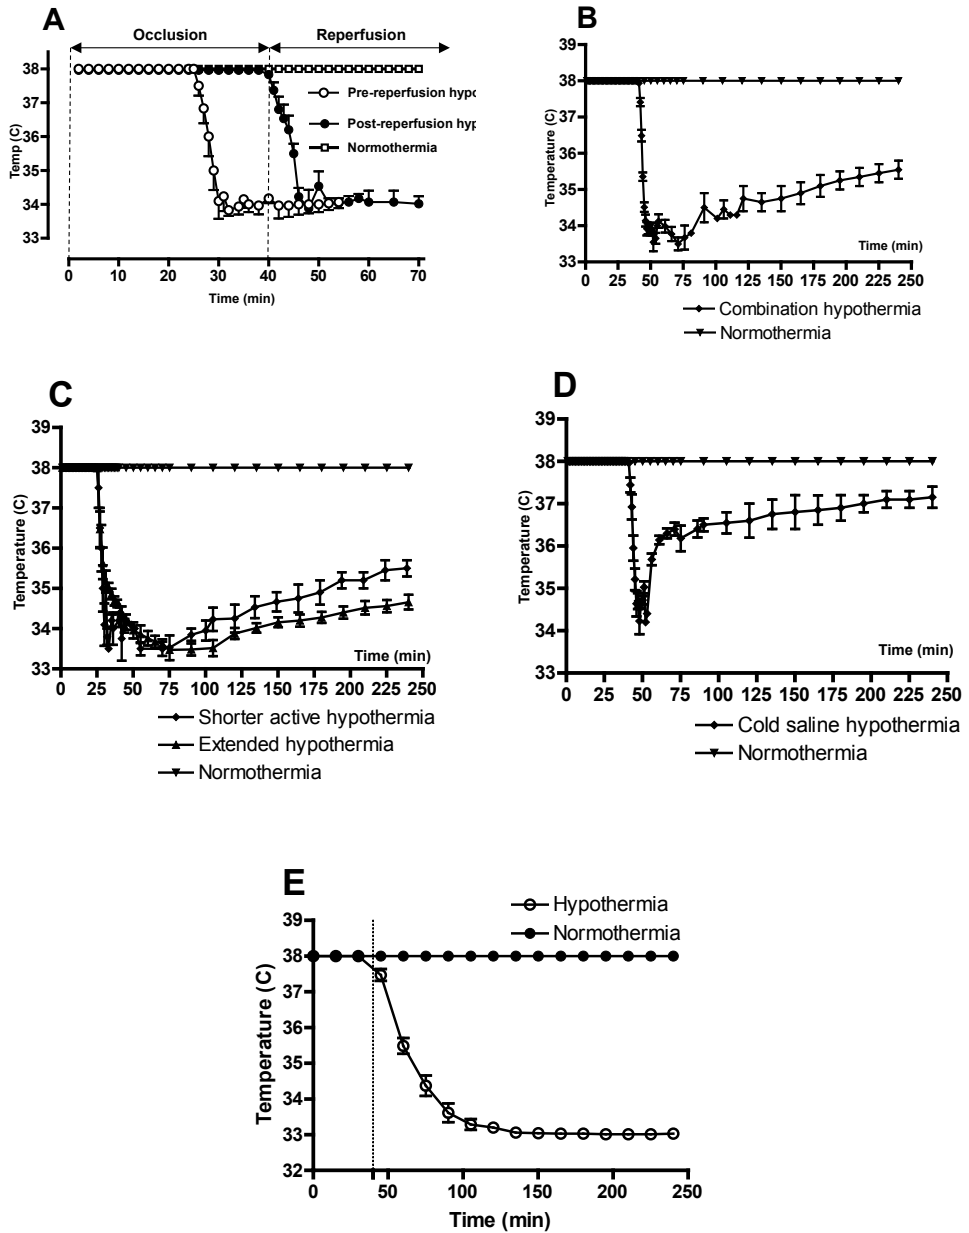 A
Occlusion
Reperfusion
38
37
36
35
34
33
Temp (C)
Pre-reperfusion hypo
Post-reperfusion hyp
Normothermia
0 10 20 30 40 50 60 70
Time (min)
B
39
38
37
36
35
34
33
Temperature (C)
Time (min)
0 25 50 75 100 125 150 175 200 225 250
Combination hypothermia
Normothermia
C
39
38
37
36
35
34
33
Temperature (C)
Time (min)
0 25 50 75 100 125 150 175 200 225 250
Shorter active hypothermia
Extended hypothermia
Normothermia
D
39
38
37
36
35
34
33
Temperature (C)
Time (min)
0 25 50 75 100 125 150 175 200 225 250
Cold saline hypothermia
Normothermia
E
Hypothermia
Normothermia
39
38
37
36
35
34
33
32
Temperature (C)
0 50 100 150 200 250
Time (min)